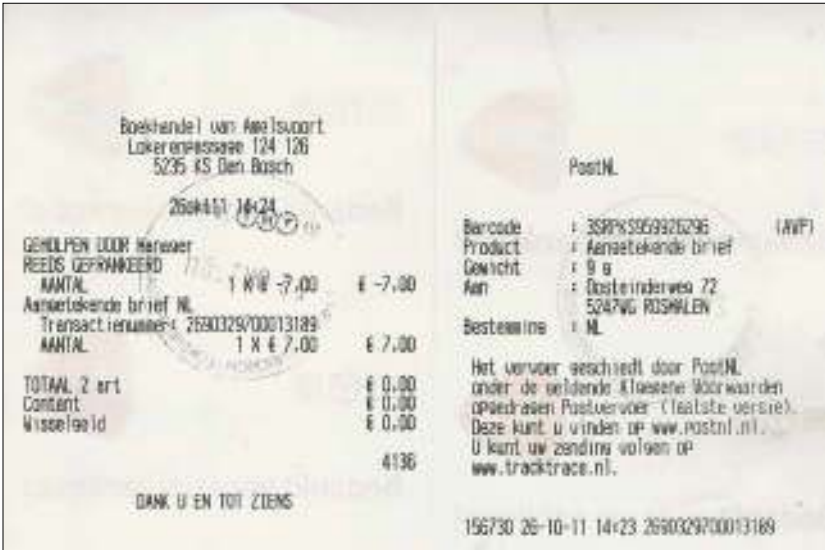 Boekhandel van Amelsvoort
Lokerenpassage 124 126
5235 KS Den Bosch
26okt11 14:24
GEHOLPEN DOOR Manager
REEDS GEFRANKEERD
AANTAL 1 X € -7,00 € -7,00
Aangetekende brief NL
Transactienummer: 2690329700013189
AANTAL 1 X € 7,00 € 7,00
TOTAAL 2 art € 0,00
Contant € 0,00
Wisselgeld € 0,00
4136
DANK U EN TOT ZIENS
PostNL
Barcode : 3SRPKS959926296 (AVP)
Product : Aangetekende brief
Gewicht : 9 g
Aan : Oosteinderweg 72
5247WG ROSMALEN
Bestemming : NL
Het vervoer geschiedt door PostNL
onder de geldende Algemene Voorwaarden
opgedragen Postvervoer (laatste versie).
Deze kunt u vinden op www.postnl.nl.
U kunt uw zending volgen op
www.tracktrace.nl.
156730 26-10-11 14:23 2690329700013189